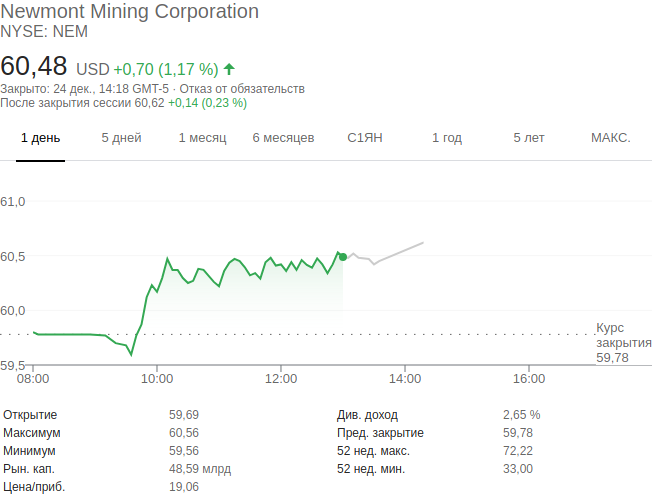 Newmont Mining Corporation
NYSE: NEM
60,48 USD +0,70 (1,17 %)
Закрыто: 24 дек., 14:18 GMT-5 · Отказ от обязательств
После закрытия сессии 60,62 +0,14 (0,23 %)
1 день 5 дней 1 месяц 6 месяцев С1ЯН 1 год 5 лет МАКС.
61,0
60,5
60,0
Курс
закрытия
59,78
59,5
08:00 10:00 12:00 14:00 16:00
Открытие 59,69 Див. доход 2,65 %
Максимум 60,56 Пред. закрытие 59,78
Минимум 59,56 52 нед. макс. 72,22
Рын. кап. 48,59 млрд 52 нед. мин. 33,00
Цена/приб. 19,06